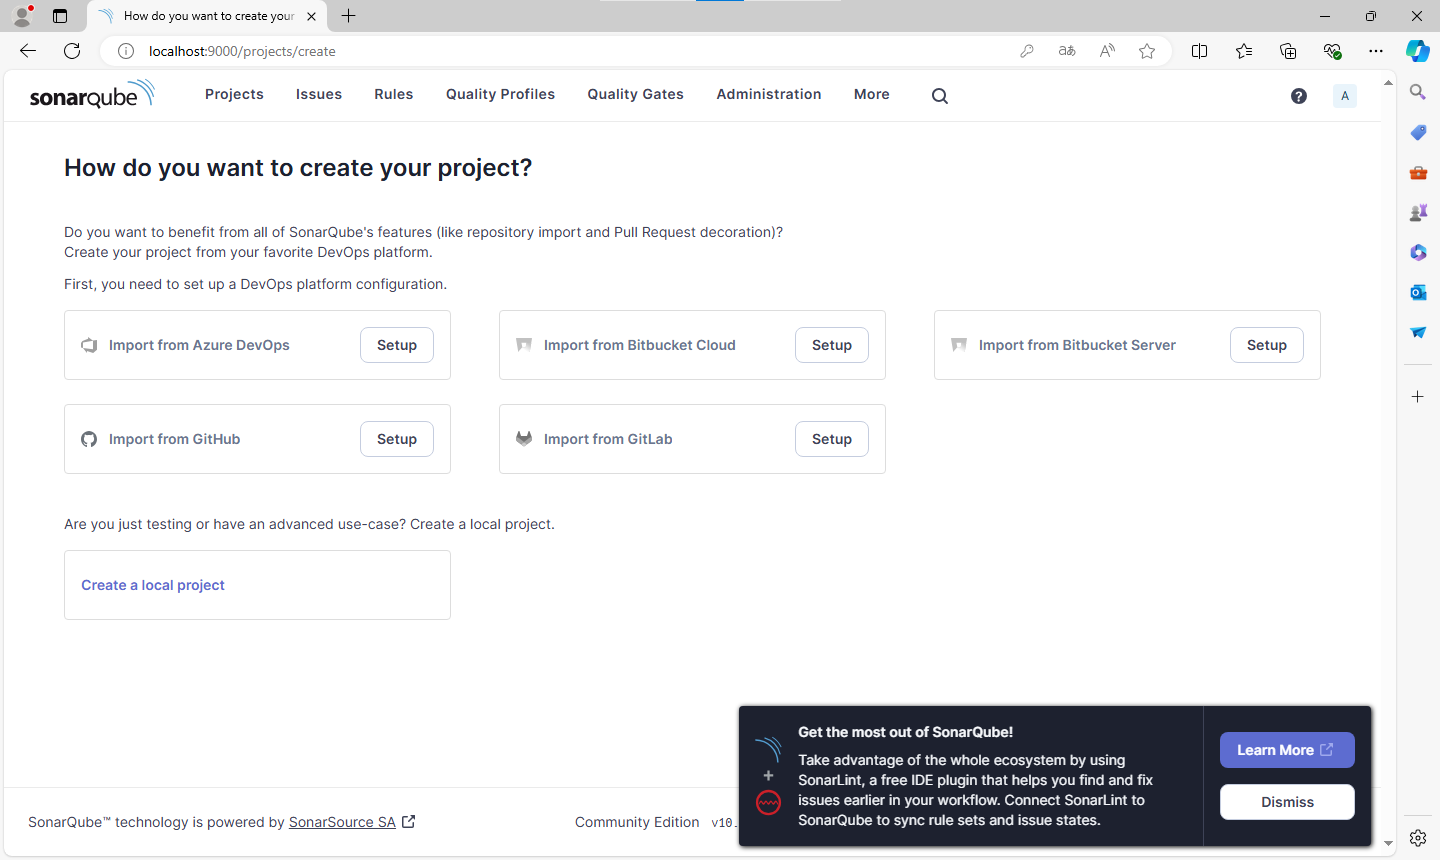 How do you want to create your
localhost:9000/projects/create
sonarqube
Projects
Issues
Rules
Quality Profiles
Quality Gates
Administration
More
A
How do you want to create your project?
Do you want to benefit from all of SonarQube's features (like repository import and Pull Request decoration)?
Create your project from your favorite DevOps platform.
First, you need to set up a DevOps platform configuration.
Import from Azure DevOps
Setup
Import from Bitbucket Cloud
Setup
Import from Bitbucket Server
Setup
Import from GitHub
Setup
Import from GitLab
Setup
Are you just testing or have an advanced use-case? Create a local project.
Create a local project
Get the most out of SonarQube!
Take advantage of the whole ecosystem by using
SonarLint, a free IDE plugin that helps you find and fix
issues earlier in your workflow. Connect SonarLint to
SonarQube to sync rule sets and issue states.
Learn More
Dismiss
SonarQube™ technology is powered by SonarSource SA
Community Edition
v10.